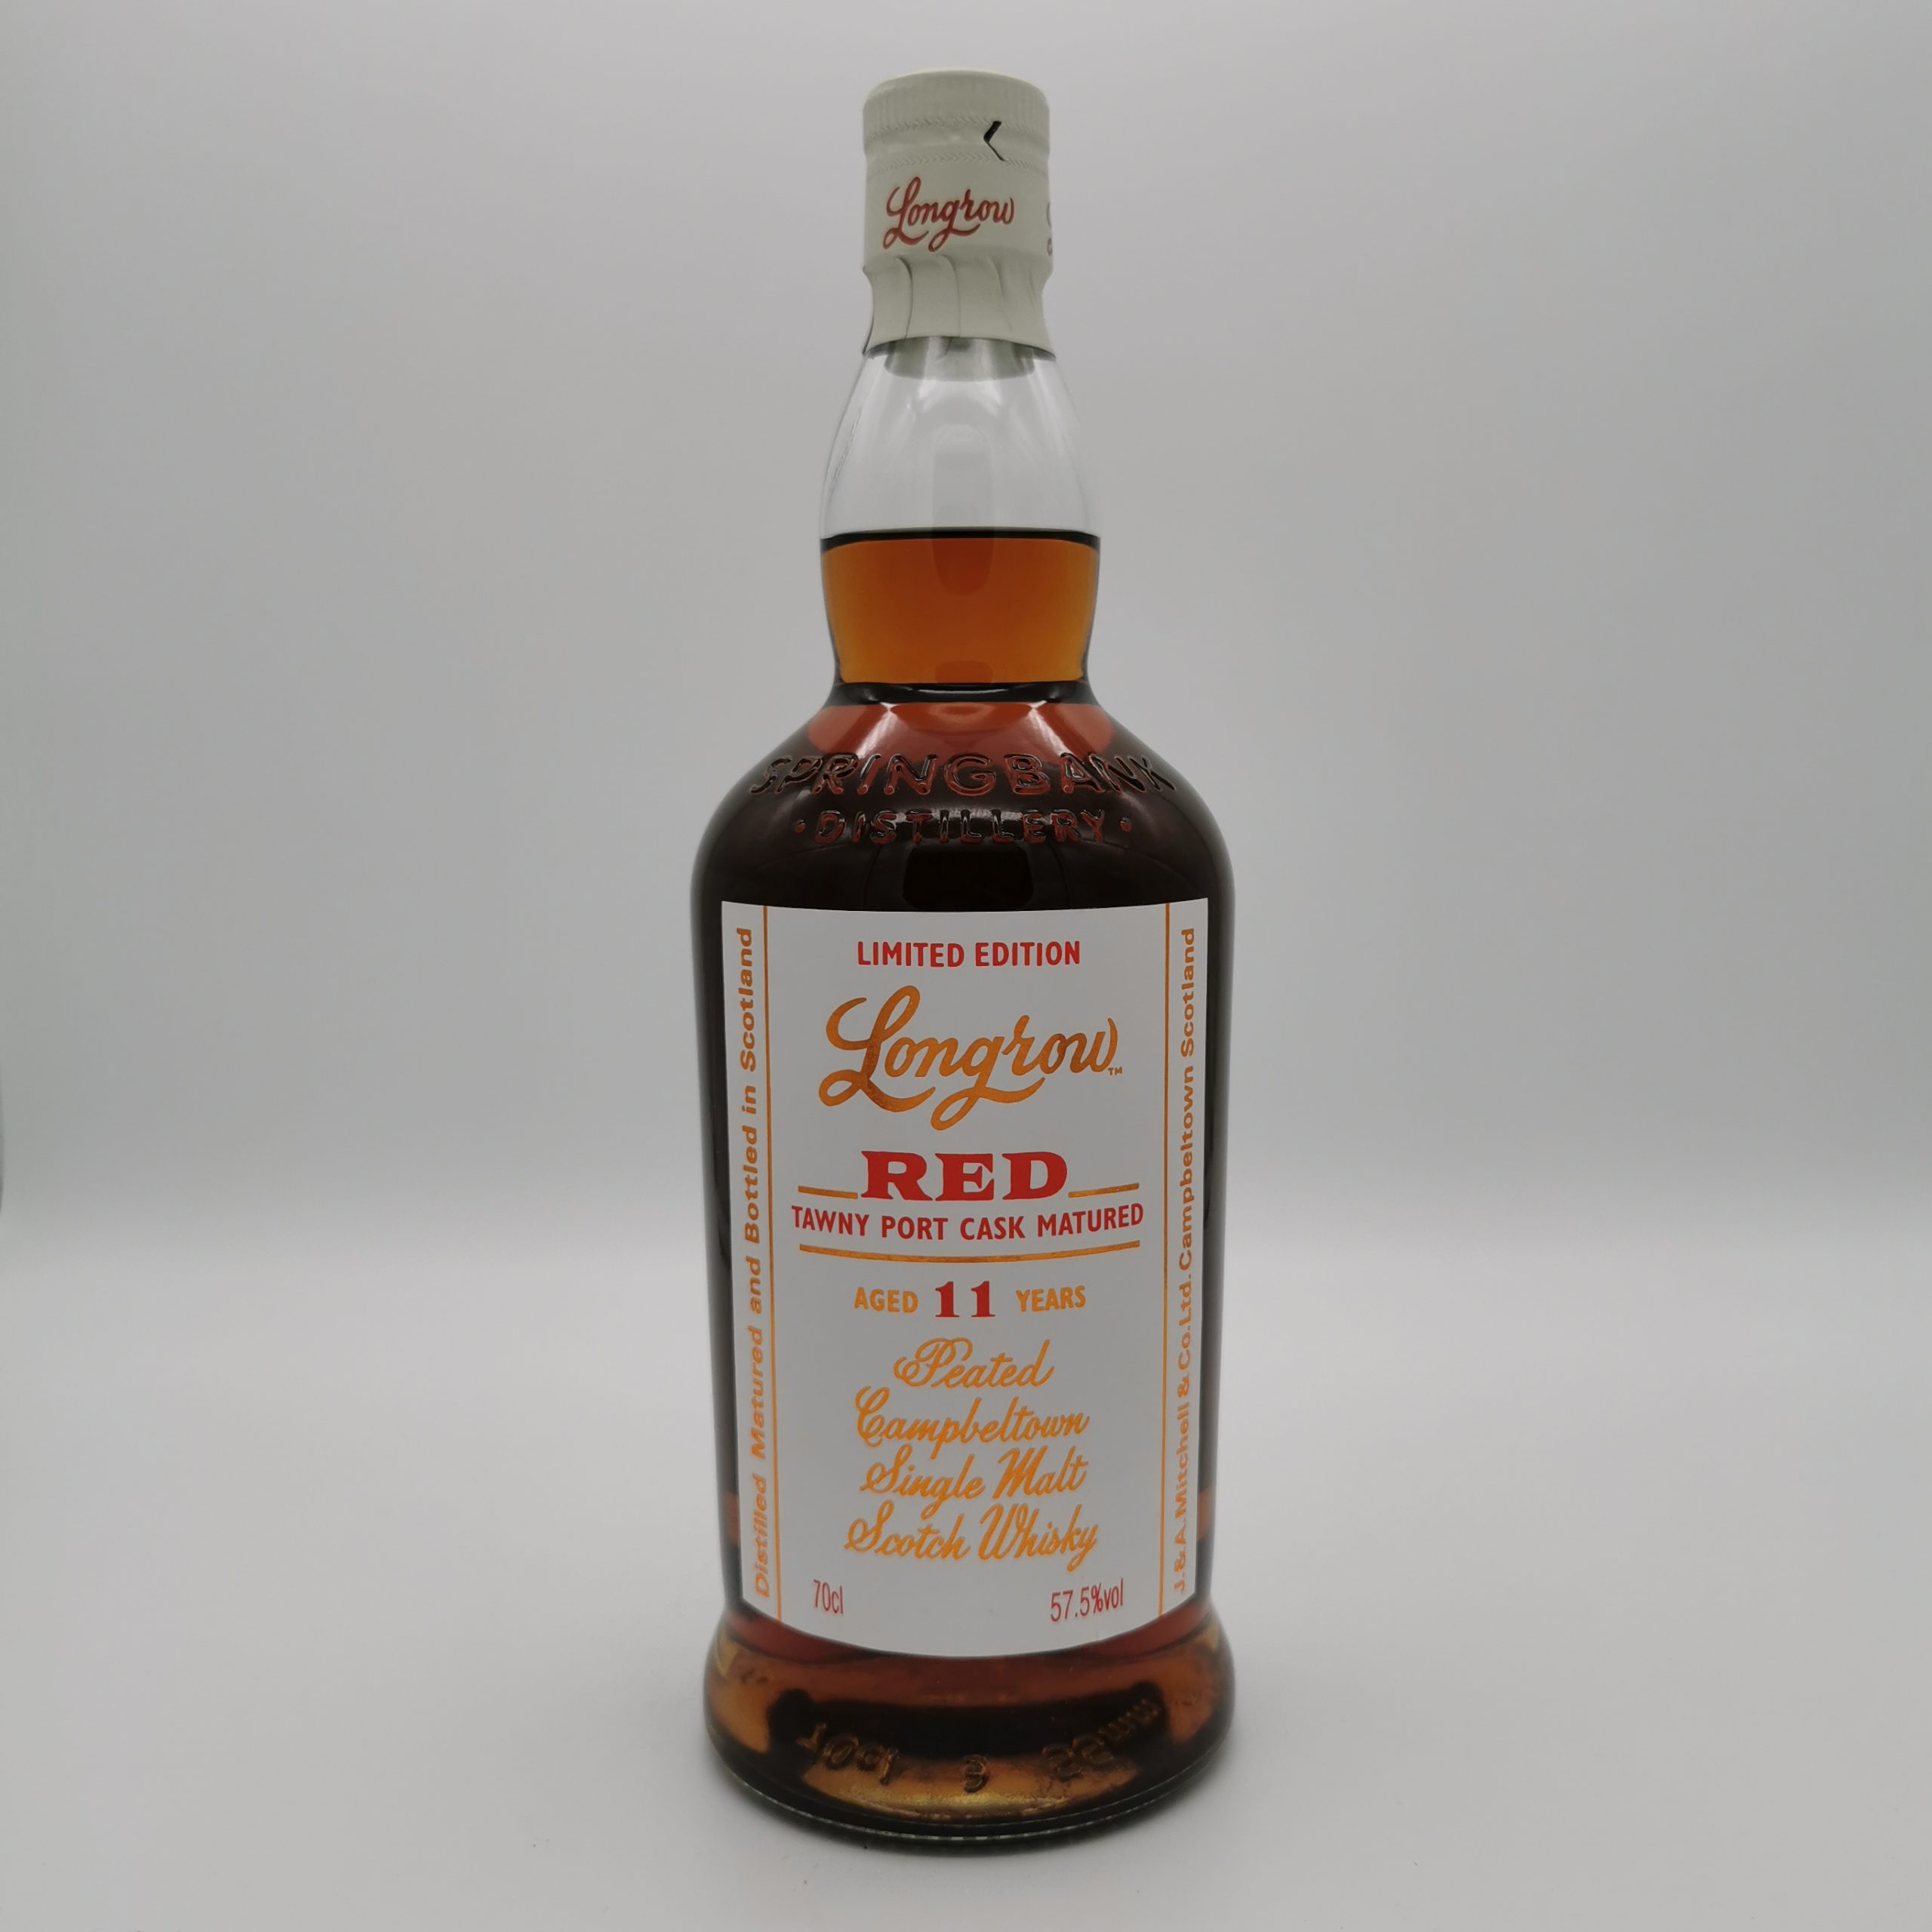 Longrow
SPRINGBANK
· DISTILLERY ·
LIMITED EDITION
Longrow™
RED
TAWNY PORT CASK MATURED
AGED 11 YEARS
Peated
Campbeltown
Single Malt
Scotch Whisky
70cl 57.5%vol
Distilled Matured and Bottled in Scotland
J.&A.Mitchell & Co.Ltd.Campbeltown Scotland